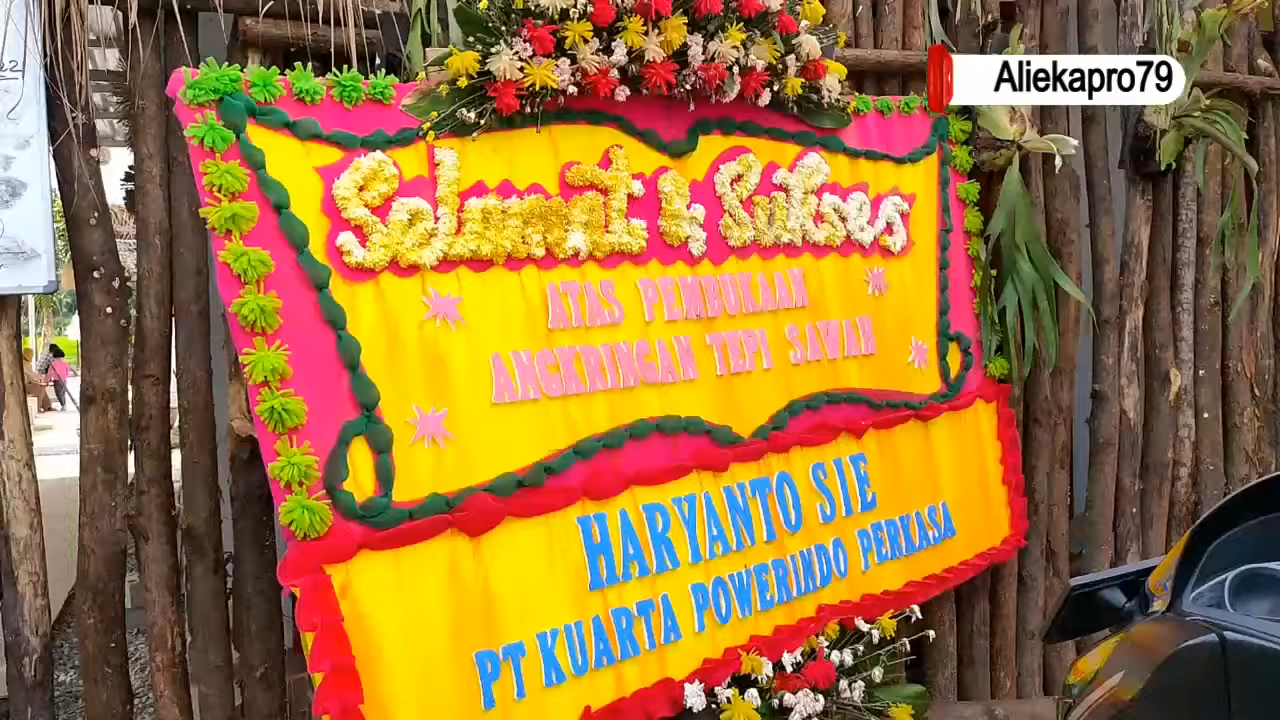 Aliekapro79
Selamat & Sukses
ATAS PEMBUKAAN
ANGKRINGAN TEPI SAWAH
HARYANTO SIE
PT KUARTA POWERINDO PERKASA